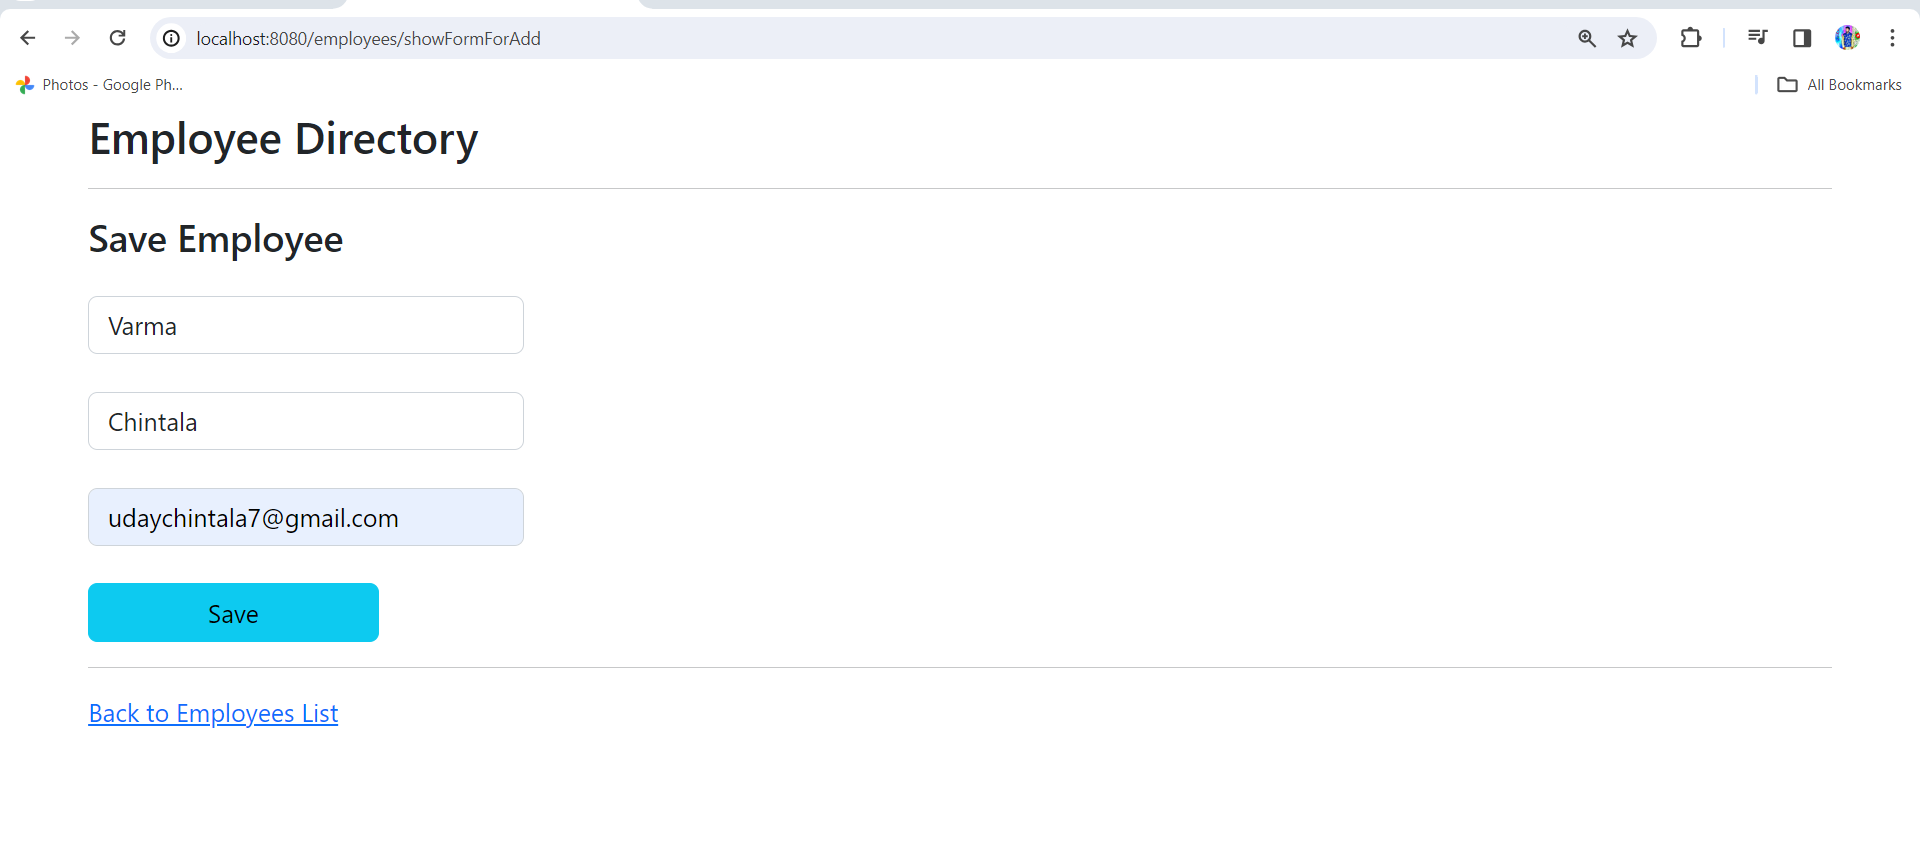 localhost:8080/employees/showFormForAdd
Photos - Google Ph...
All Bookmarks
Employee Directory
Save Employee
Varma
Chintala
udaychintala7@gmail.com
Save
Back to Employees List